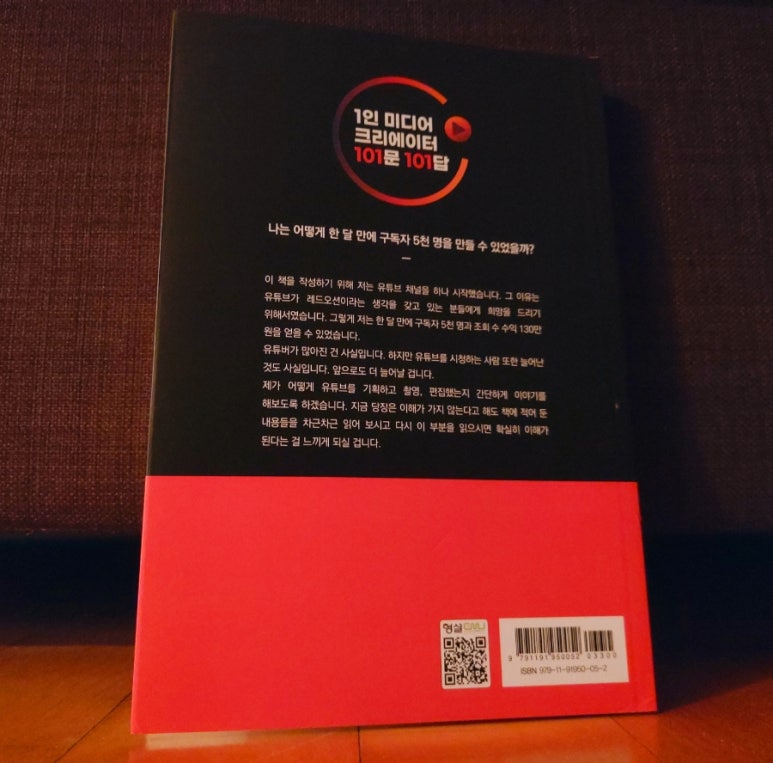 1인 미디어
크리에이터
101문 101답
나는 어떻게 한 달 만에 구독자 5천 명을 만들 수 있었을까?
이 책을 작성하기 위해 저는 유튜브 채널을 하나 시작했습니다. 그 이유는
유튜브가 레드오션이라는 생각을 갖고 있는 분들에게 희망을 드리기
위해서였습니다. 그렇게 저는 한 달 만에 구독자 5천 명과 조회 수 수익 130만
원을 얻을 수 있었습니다.
유튜버가 많아진 건 사실입니다. 하지만 유튜브를 시청하는 사람 또한 늘어난
것도 사실입니다. 앞으로도 더 늘어날 겁니다.
제가 어떻게 유튜브를 기획하고 촬영, 편집했는지 간단하게 이야기를
해보도록 하겠습니다. 지금 당장은 이해가 가지 않는다고 해도 책에 적어 둔
내용들을 차근차근 읽어 보시고 다시 이 부분을 읽으시면 확실히 이해가
된다는 걸 느끼게 되실 겁니다.
형설 EMJ
9 791191 950052 03300
ISBN 979-11-91950-05-2